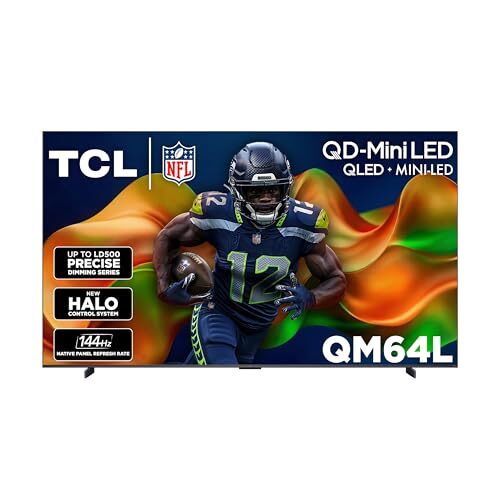 TCL
NFL
QD-Mini LED
QLED + MINI-LED
12
12
UP TO LD500
PRECISE
DIMMING SERIES
NEW
HALO
CONTROL SYSTEM
144Hz
NATIVE PANEL REFRESH RATE
QM64L